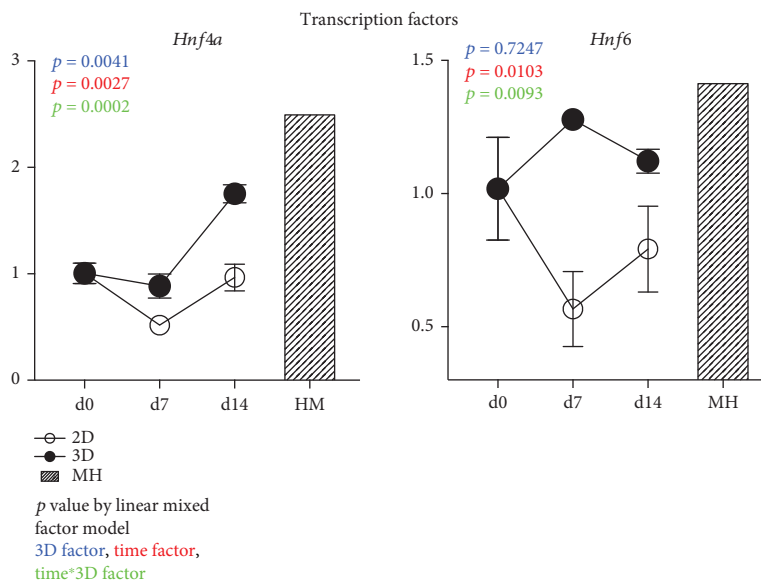 Transcription factors
Hnf4a
3
2
1
0
p = 0.0041
p = 0.0027
p = 0.0002
d0 d7 d14 HM
Hnf6
1.5
1.0
0.5
p = 0.7247
p = 0.0103
p = 0.0093
d0 d7 d14 MH
2D
3D
MH
p value by linear mixed
factor model
3D factor, time factor,
time*3D factor